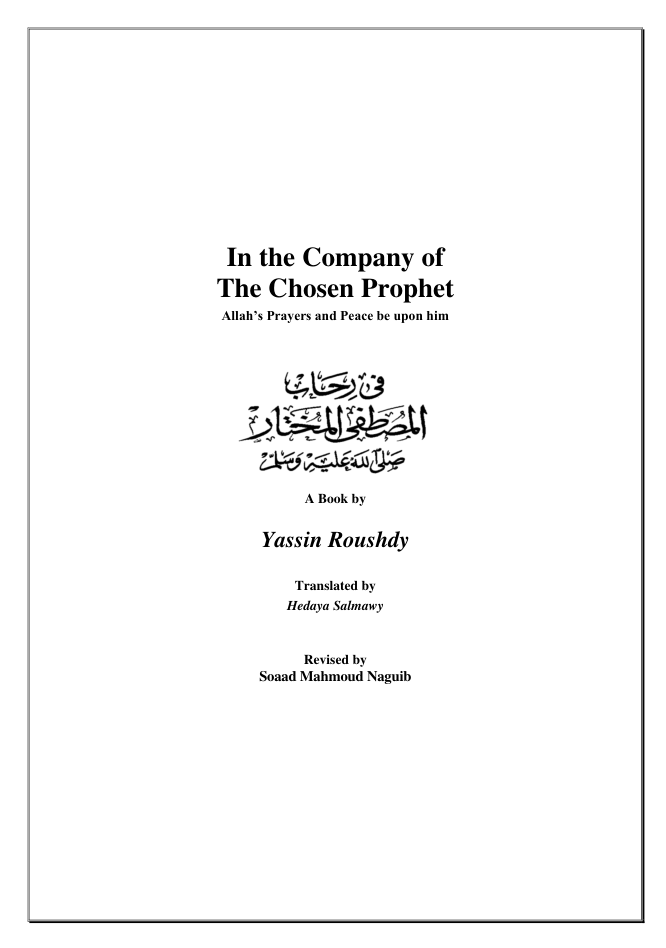 In the Company of
The Chosen Prophet
Allah’s Prayers and Peace be upon him
فى رحاب
المصطفى المختار
صلى الله عليه وسلم
A Book by
Yassin Roushdy
Translated by
Hedaya Salmawy
Revised by
Soaad Mahmoud Naguib